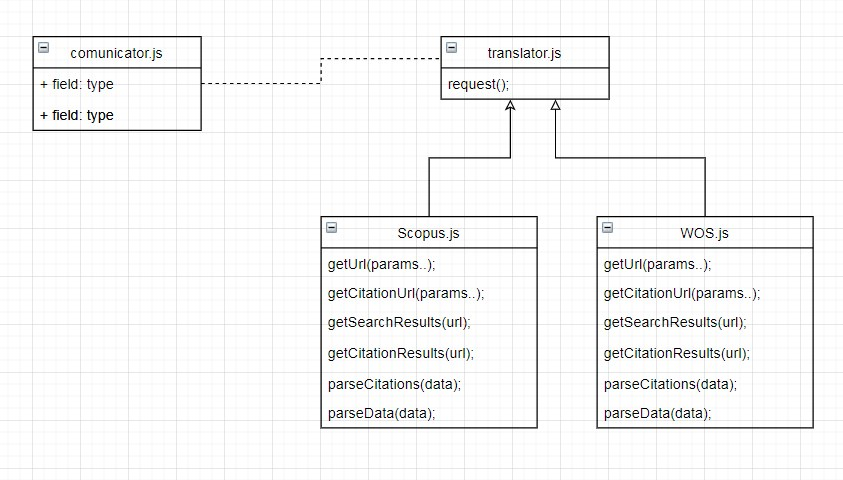 comunicator.js
+ field: type
+ field: type
translator.js
request();
Scopus.js
getUrl(params..);
getCitationUrl(params..);
getSearchResults(url);
getCitationResults(url);
parseCitations(data);
parseData(data);
WOS.js
getUrl(params..);
getCitationUrl(params..);
getSearchResults(url);
getCitationResults(url);
parseCitations(data);
parseData(data);